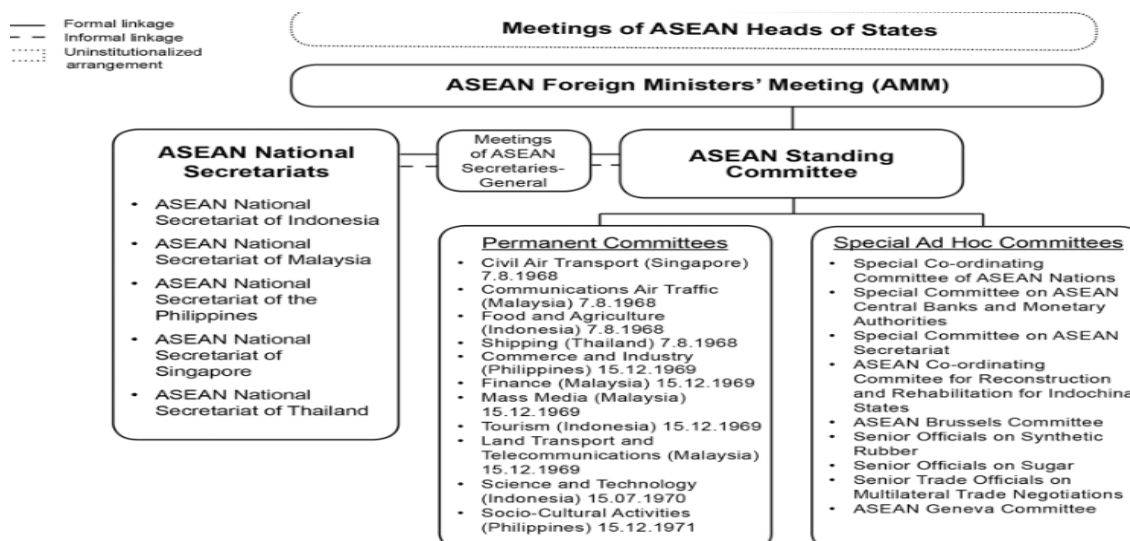 Formal linkage
Informal linkage
Uninstitutionalized
arrangement
Meetings of ASEAN Heads of States
ASEAN Foreign Ministers’ Meeting (AMM)
ASEAN National
Secretariats
• ASEAN National
Secretariat of Indonesia
• ASEAN National
Secretariat of Malaysia
• ASEAN National
Secretariat of the
Philippines
• ASEAN National
Secretariat of
Singapore
• ASEAN National
Secretariat of Thailand
Meetings
of ASEAN
Secretaries-
General
ASEAN Standing
Committee
Permanent Committees
• Civil Air Transport (Singapore)
7.8.1968
• Communications Air Traffic
(Malaysia) 7.8.1968
• Food and Agriculture
(Indonesia) 7.8.1968
• Shipping (Thailand) 7.8.1968
• Commerce and Industry
(Philippines) 15.12.1969
• Finance (Malaysia) 15.12.1969
• Mass Media (Malaysia)
15.12.1969
• Tourism (Indonesia) 15.12.1969
• Land Transport and
Telecommunications (Malaysia)
15.12.1969
• Science and Technology
(Indonesia) 15.07.1970
• Socio-Cultural Activities
(Philippines) 15.12.1971
Special Ad Hoc Committees
• Special Co-ordinating
Committee of ASEAN Nations
• Special Committee on ASEAN
Central Banks and Monetary
Authorities
• Special Committee on ASEAN
Secretariat
• ASEAN Co-ordinating
Commitee for Reconstruction
and Rehabilitation for Indochina
States
• ASEAN Brussels Committee
• Senior Officials on Synthetic
Rubber
• Senior Officials on Sugar
• Senior Trade Officials on
Multilateral Trade Negotiations
• ASEAN Geneva Committee